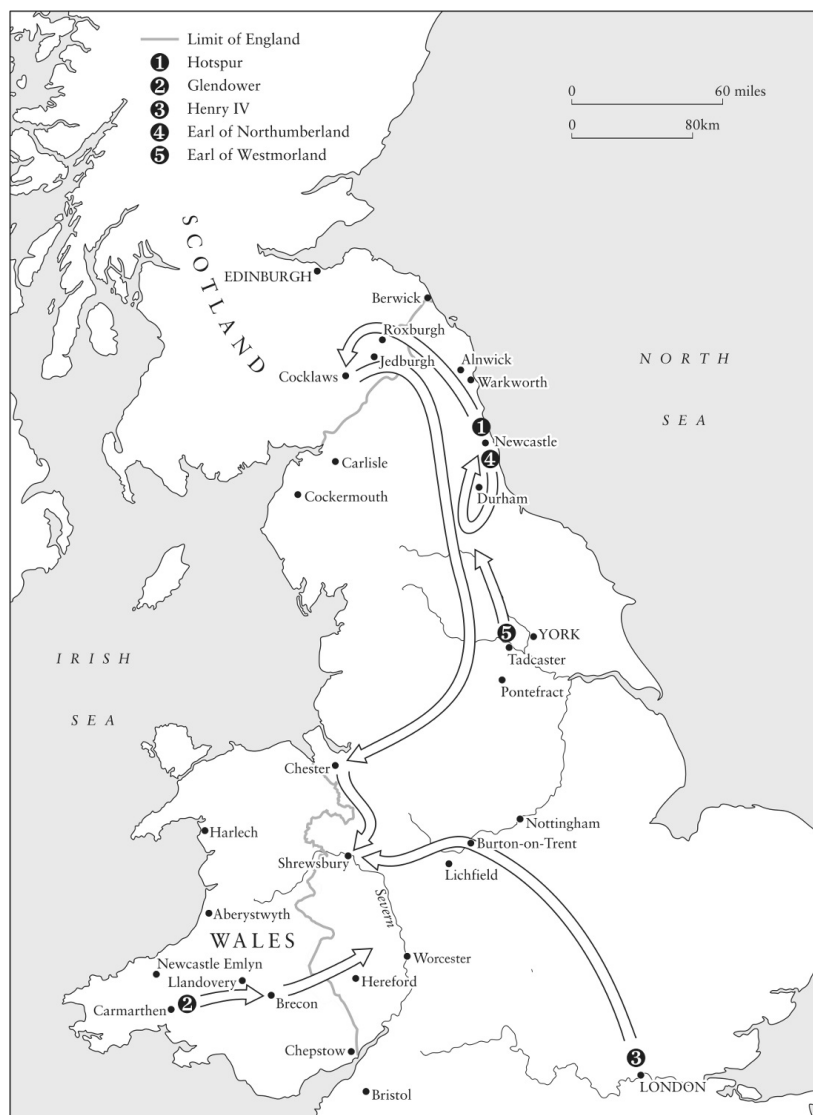 Limit of England
1 Hotspur
2 Glendower
3 Henry IV
4 Earl of Northumberland
5 Earl of Westmorland
0 60 miles
0 80km
SCOTLAND
EDINBURGH
Berwick
Roxburgh
Jedburgh
Alnwick
Cocklaws
Warkworth
NORTH
SEA
1
Newcastle
4
Carlisle
Cockermouth
Durham
5
YORK
Tadcaster
IRISH
SEA
Pontefract
Chester
Harlech
Nottingham
Burton-on-Trent
Shrewsbury
Lichfield
Severn
Aberystwyth
WALES
Worcester
Newcastle Emlyn
Llandovery
Hereford
Brecon
Carmarthen
2
Chepstow
3
LONDON
Bristol